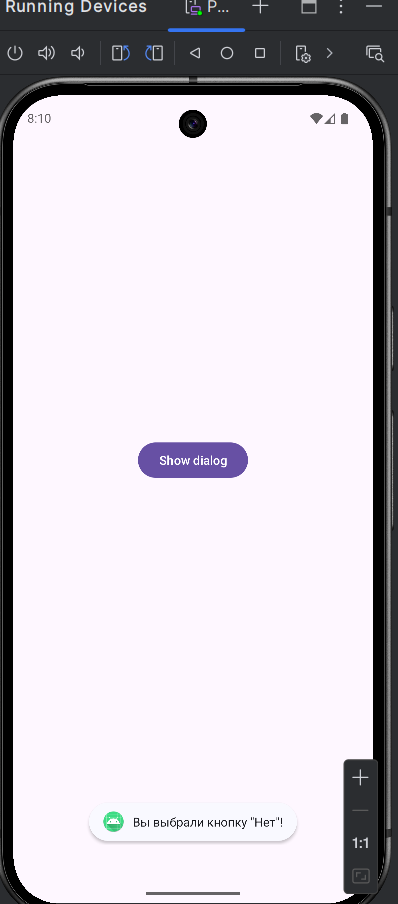 Running Devices
P...
8:10
Show dialog
Вы выбрали кнопку "Нет"!
1:1